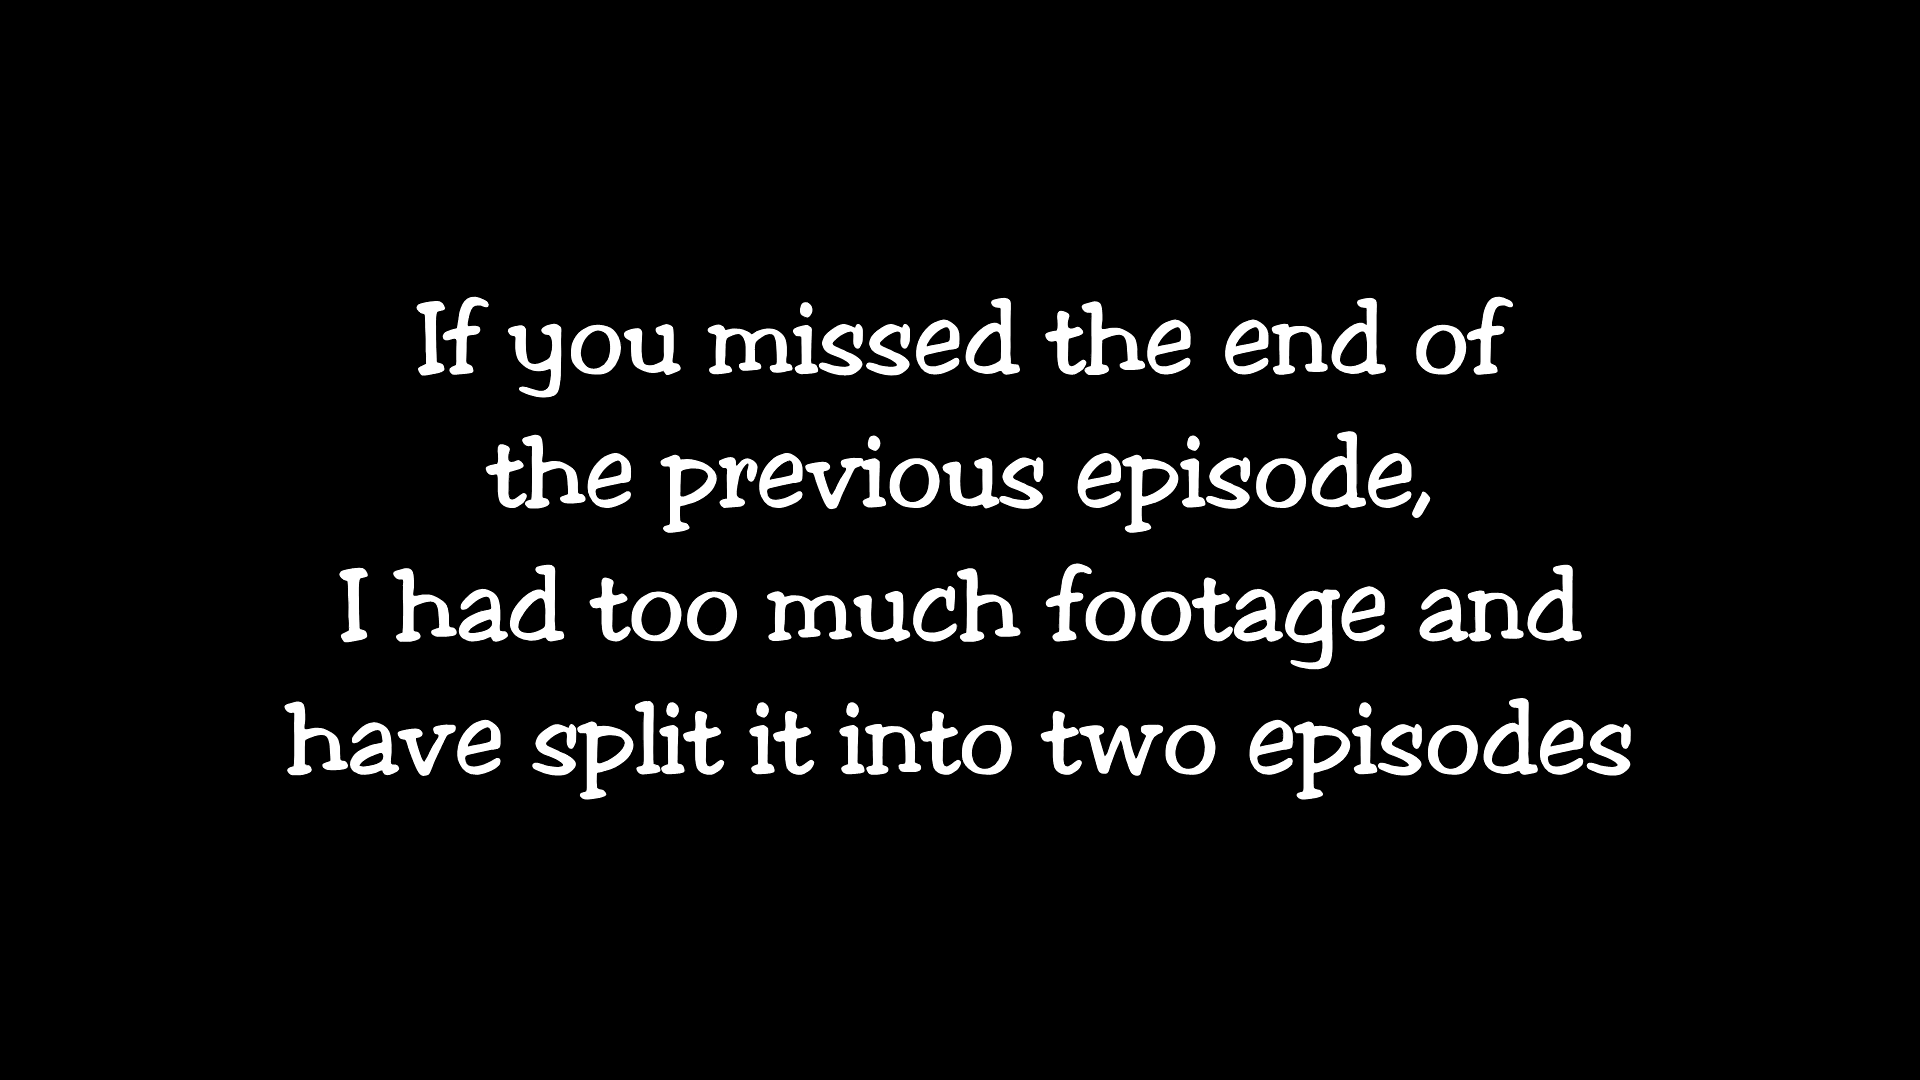 If you missed the end of
the previous episode,
I had too much footage and
have split it into two episodes